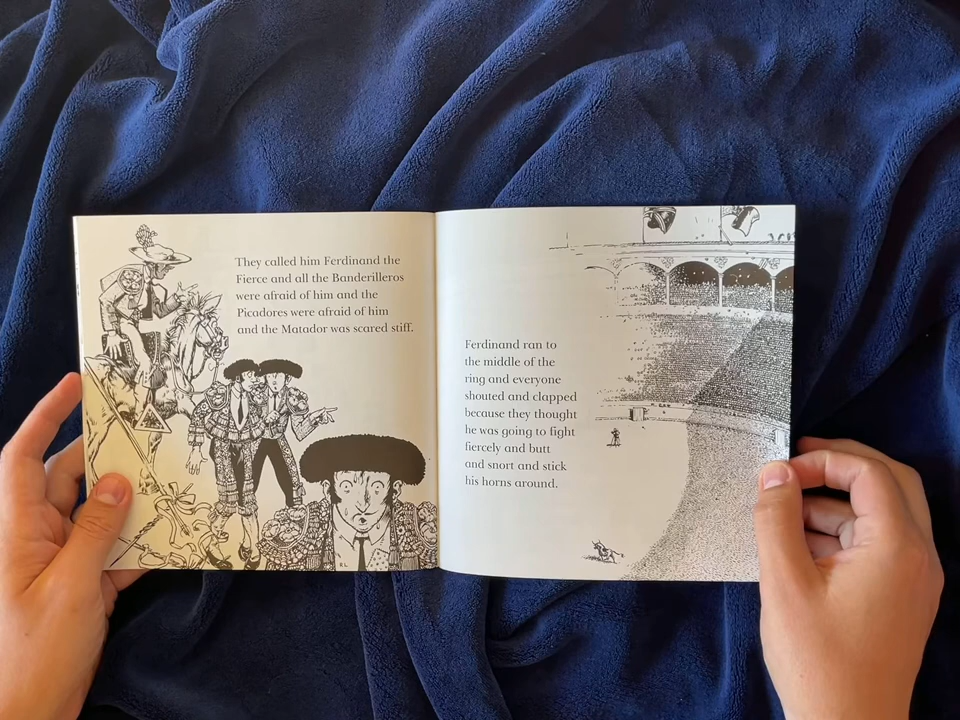 They called him Ferdinand the
Fierce and all the Banderilleros
were afraid of him and the
Picadores were afraid of him
and the Matador was scared stiff.
RL
Ferdinand ran to
the middle of the
ring and everyone
shouted and clapped
because they thought
he was going to fight
fiercely and butt
and snort and stick
his horns around.